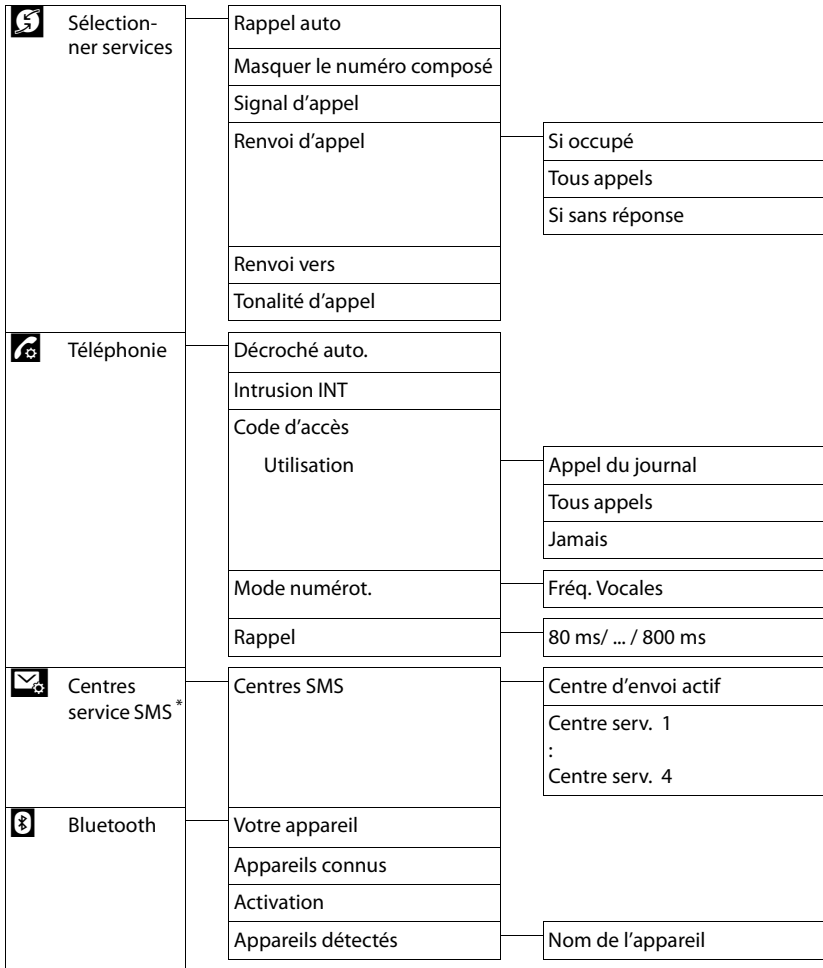 Sélection-
ner services
Rappel auto
Masquer le numéro composé
Signal d’appel
Renvoi d’appel
Si occupé
Tous appels
Si sans réponse
Renvoi vers
Tonalité d’appel
Téléphonie
Décroché auto.
Intrusion INT
Code d’accès
Utilisation
Appel du journal
Tous appels
Jamais
Mode numérot.
Fréq. Vocales
Rappel
80 ms/ ... / 800 ms
Centres
service SMS *
Centres SMS
Centre d’envoi actif
Centre serv. 1
:
Centre serv. 4
Bluetooth
Votre appareil
Appareils connus
Activation
Appareils détectés
Nom de l’appareil